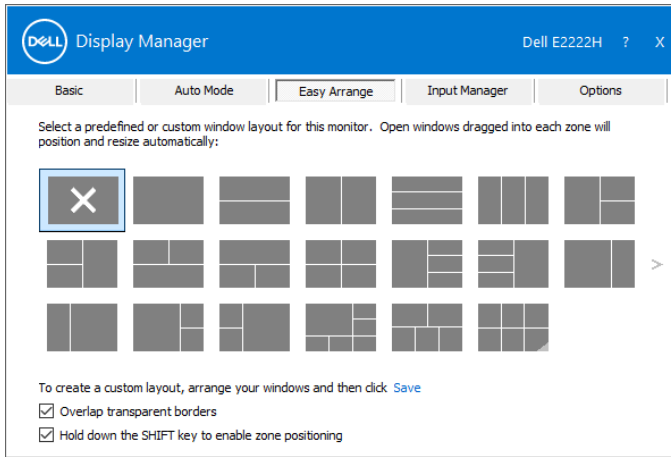 DELL Display Manager Dell E2222H ? X
Basic Auto Mode Easy Arrange Input Manager Options
Select a predefined or custom window layout for this monitor. Open windows dragged into each zone will
position and resize automatically:
>
To create a custom layout, arrange your windows and then click Save
Overlap transparent borders
Hold down the SHIFT key to enable zone positioning